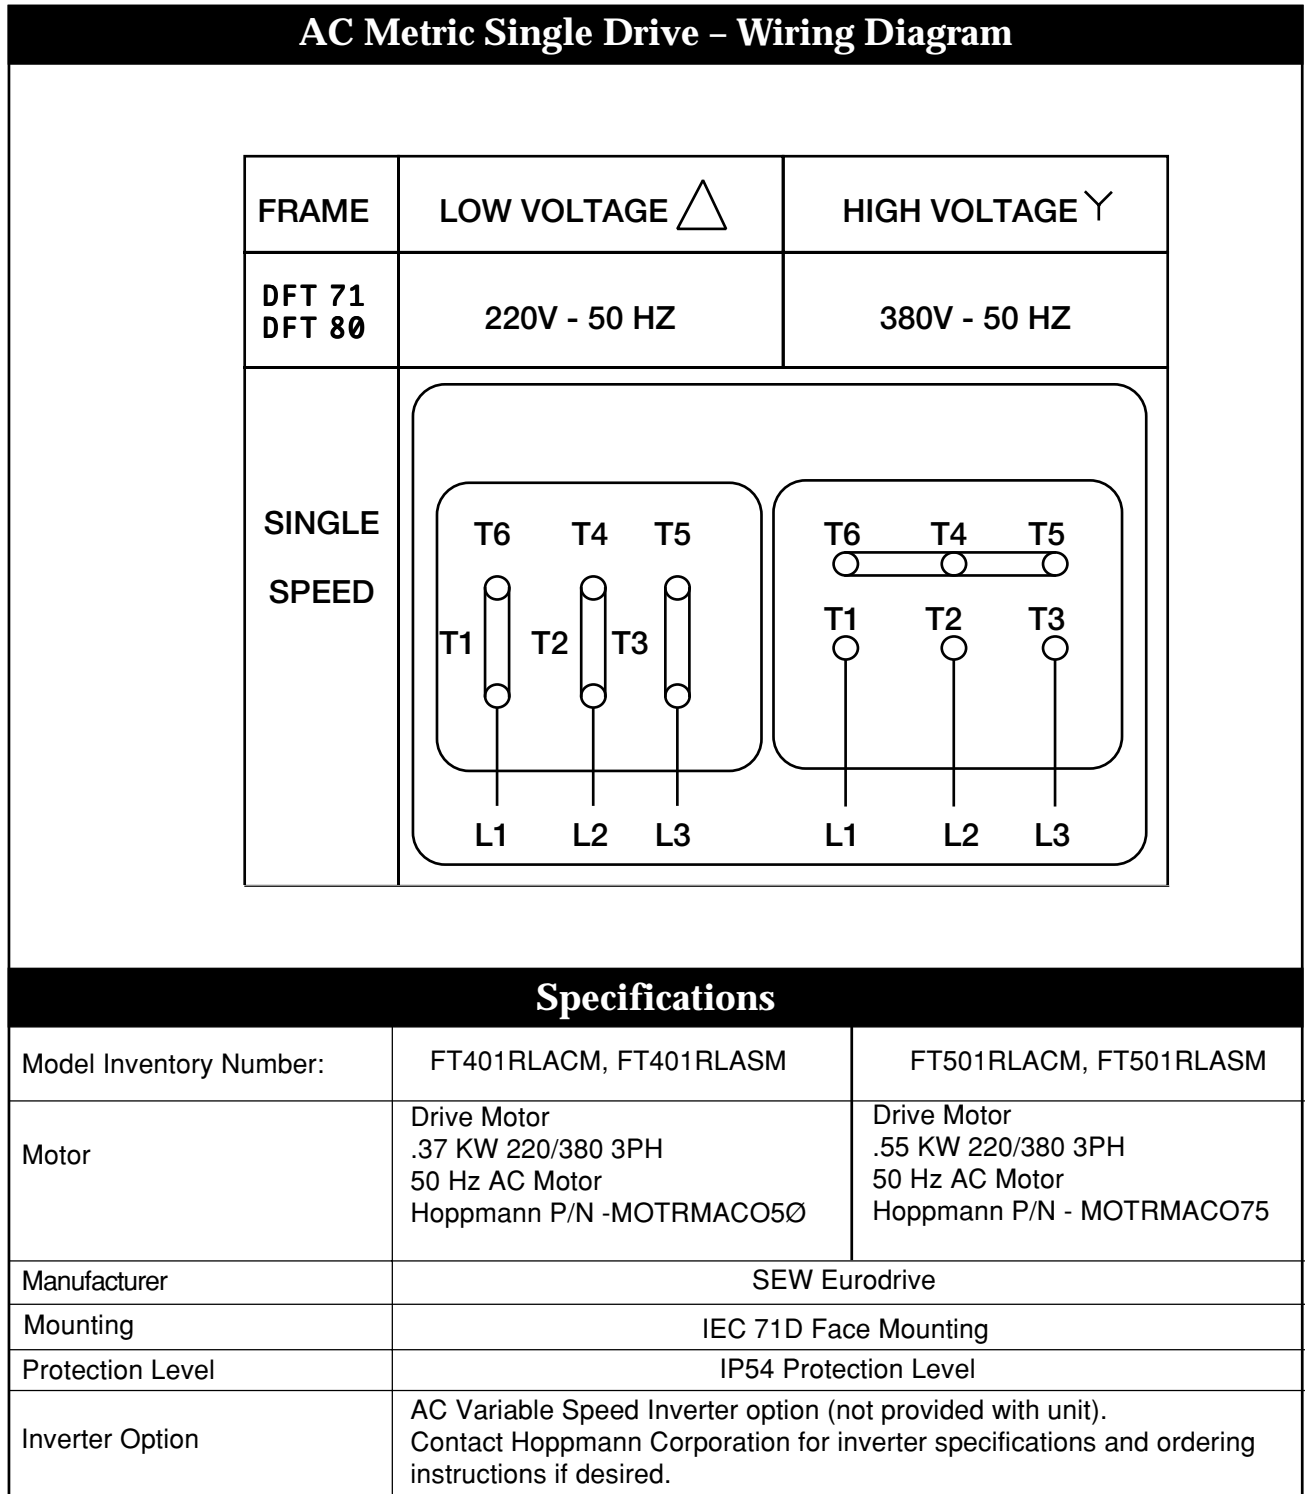 AC Metric Single Drive – Wiring Diagram
FRAME LOW VOLTAGE HIGH VOLTAGE
DFT 71
DFT 80
220V - 50 HZ 380V - 50 HZ
SINGLE
SPEED
T6 T4 T5
T1 T2 T3
L1 L2 L3
T6 T4 T5
T1 T2 T3
L1 L2 L3
Specifications
Model Inventory Number: FT401RLACM, FT401RLASM FT501RLACM, FT501RLASM
Motor
Drive Motor
.37 KW 220/380 3PH
50 Hz AC Motor
Hoppmann P/N -MOTRMACO5Ø
Drive Motor
.55 KW 220/380 3PH
50 Hz AC Motor
Hoppmann P/N - MOTRMACO75
Manufacturer SEW Eurodrive
Mounting IEC 71D Face Mounting
Protection Level IP54 Protection Level
Inverter Option
AC Variable Speed Inverter option (not provided with unit).
Contact Hoppmann Corporation for inverter specifications and ordering
instructions if desired.